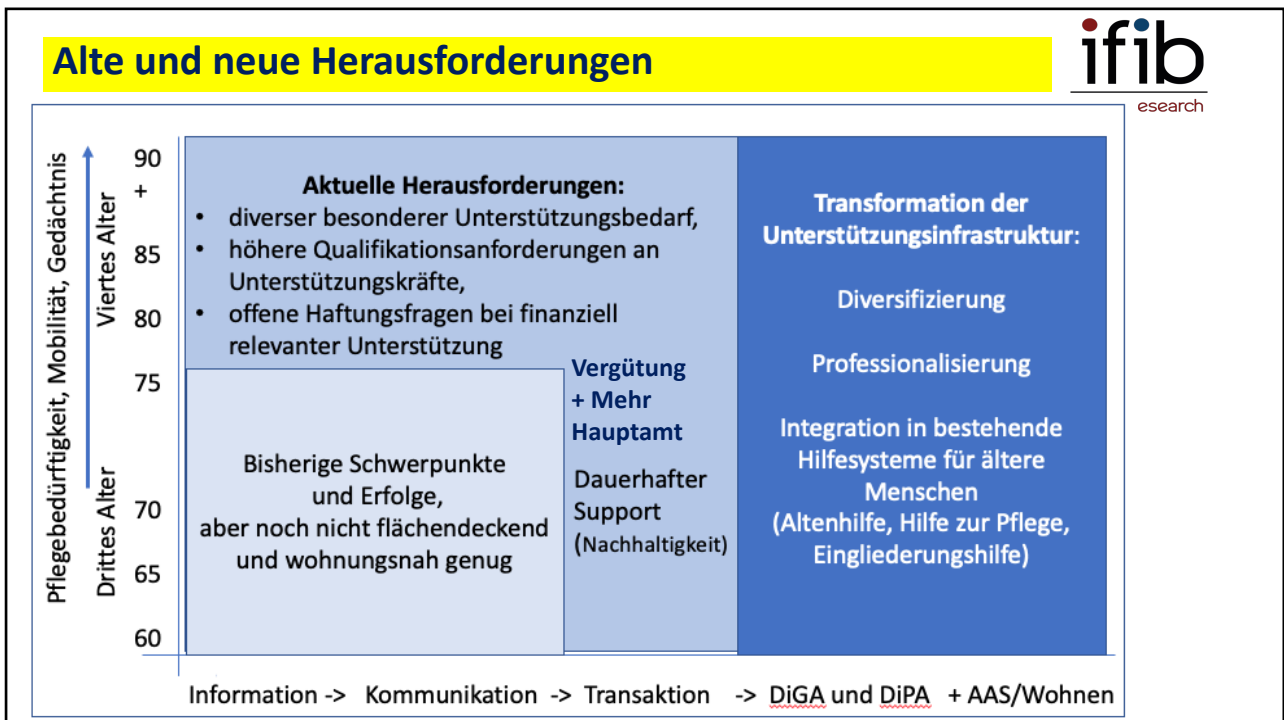 Alte und neue Herausforderungen
ifib
esearch
Pflegebedürftigkeit, Mobilität, Gedächtnis
Drittes Alter
Viertes Alter
90
+
85
80
75
70
65
60
Aktuelle Herausforderungen:
• diverser besonderer Unterstützungsbedarf,
• höhere Qualifikationsanforderungen an
Unterstützungskräfte,
• offene Haftungsfragen bei finanziell
relevanter Unterstützung
Bisherige Schwerpunkte
und Erfolge,
aber noch nicht flächendeckend
und wohnungsnah genug
Vergütung
+ Mehr
Hauptamt
Dauerhafter
Support
(Nachhaltigkeit)
Transformation der
Unterstützungsinfrastruktur:
Diversifizierung
Professionalisierung
Integration in bestehende
Hilfesysteme für ältere
Menschen
(Altenhilfe, Hilfe zur Pflege,
Eingliederungshilfe)
Information -> Kommunikation -> Transaktion -> DiGA und DiPA + AAS/Wohnen